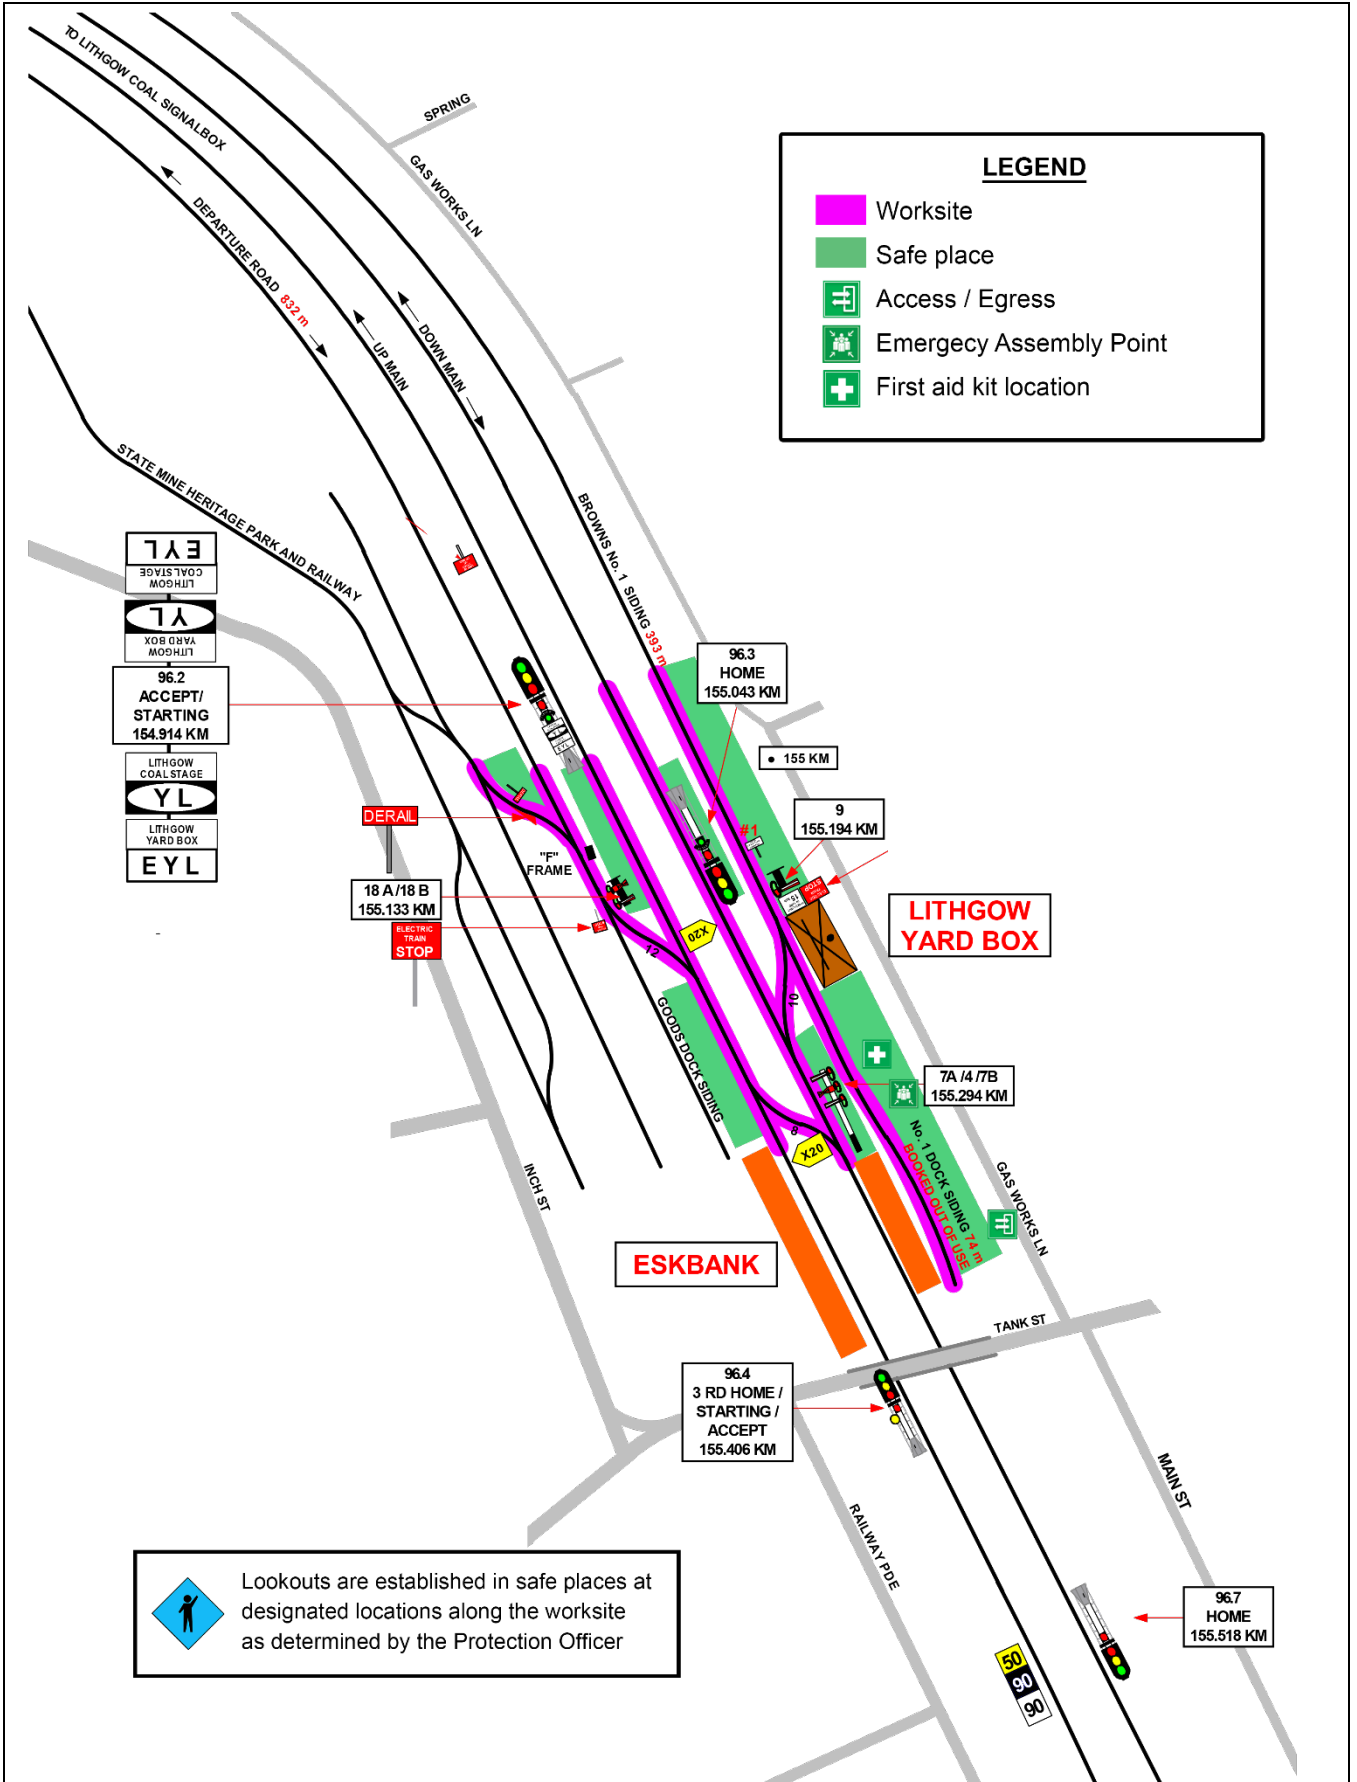 TO LITHGOW COAL SIGNALBOX
SPRING
GAS WORKS LN
DEPARTURE ROAD 832 m
UP MAIN
DOWN MAIN
LEGEND
Worksite
Safe place
Access / Egress
Emergecy Assembly Point
First aid kit location
STATE MINE HERITAGE PARK AND RAILWAY
BROWNS No. 1 SIDING 393 m
EYL
LITHGOW
COALSTAGE
YL
LITHGOW
YARD BOX
96.2
ACCEPT/
STARTING
154.914 KM
LITHGOW
COAL STAGE
YL
LITHGOW
YARD BOX
EYL
96.3
HOME
155.043 KM
155 KM
#1
9
155.194 KM
15
STOP
DERAIL
"F"
FRAME
18 A /18 B
155.133 KM
ELECTRIC
TRAIN
STOP
LITHGOW
YARD BOX
X20
12
10
GOODS DOCK SIDING
7A /4 /7B
155.294 KM
8
X20
No. 1 DOCK SIDING 74 m
BOOKED OUT OF USE
GAS WORKS LN
INCH ST
ESKBANK
TANK ST
96.4
3 RD HOME /
STARTING /
ACCEPT
155.406 KM
MAIN ST
RAILWAY PDE
Lookouts are established in safe places at
designated locations along the worksite
as determined by the Protection Officer
96.7
HOME
155.518 KM
50
90
90